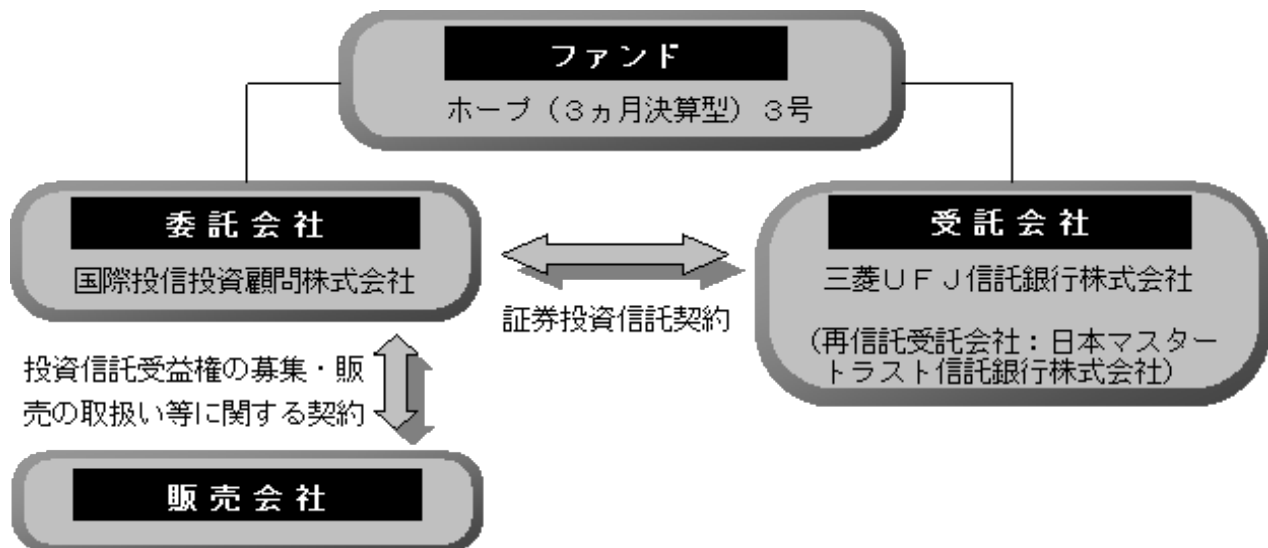 ファンド
ホープ（３ヵ月決算型）３号
委託会社
国際投信投資顧問株式会社
受託会社
三菱ＵＦＪ信託銀行株式会社
（再信託受託会社：日本マスター
トラスト信託銀行株式会社）
証券投資信託契約
投資信託受益権の募集・販
売の取扱い等に関する契約
販売会社